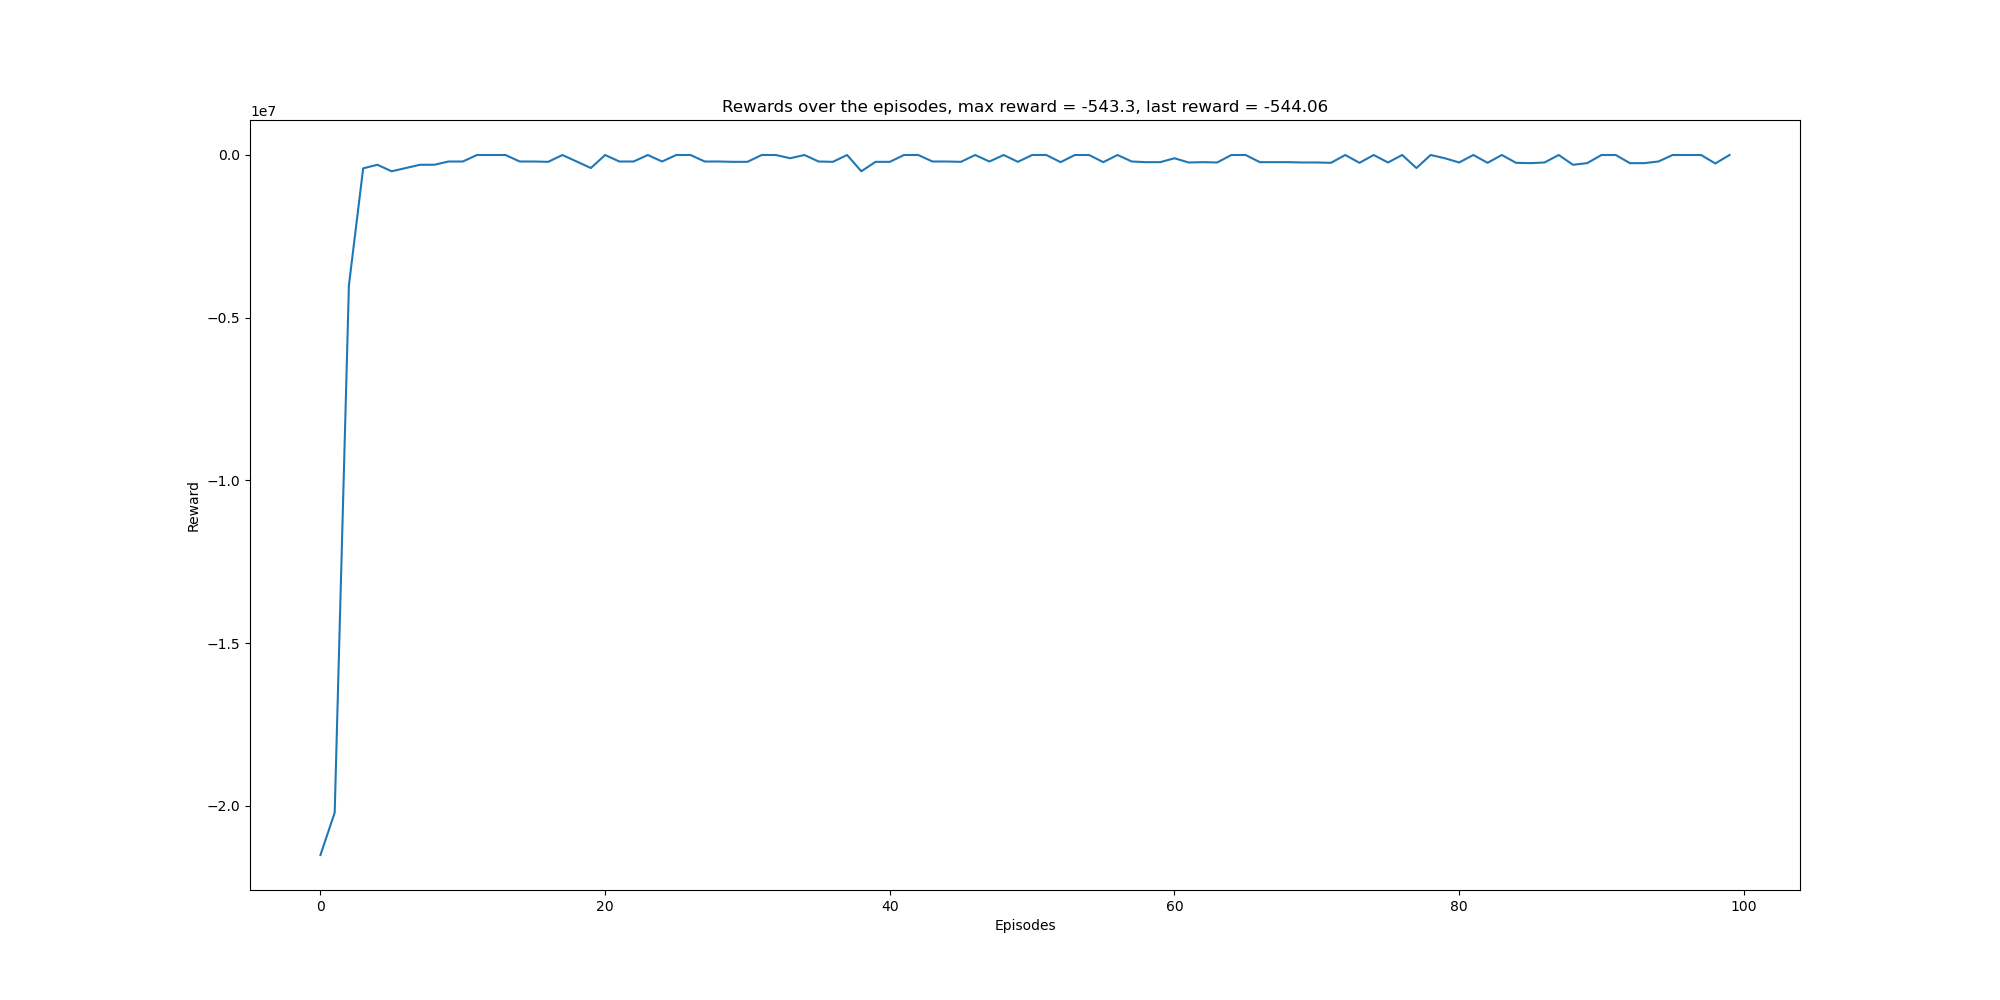 Rewards over the episodes, max reward = -543.3, last reward = -544.06
1e7
0.0
−0.5
−1.0
−1.5
−2.0
Reward
0 20 40 60 80 100
Episodes